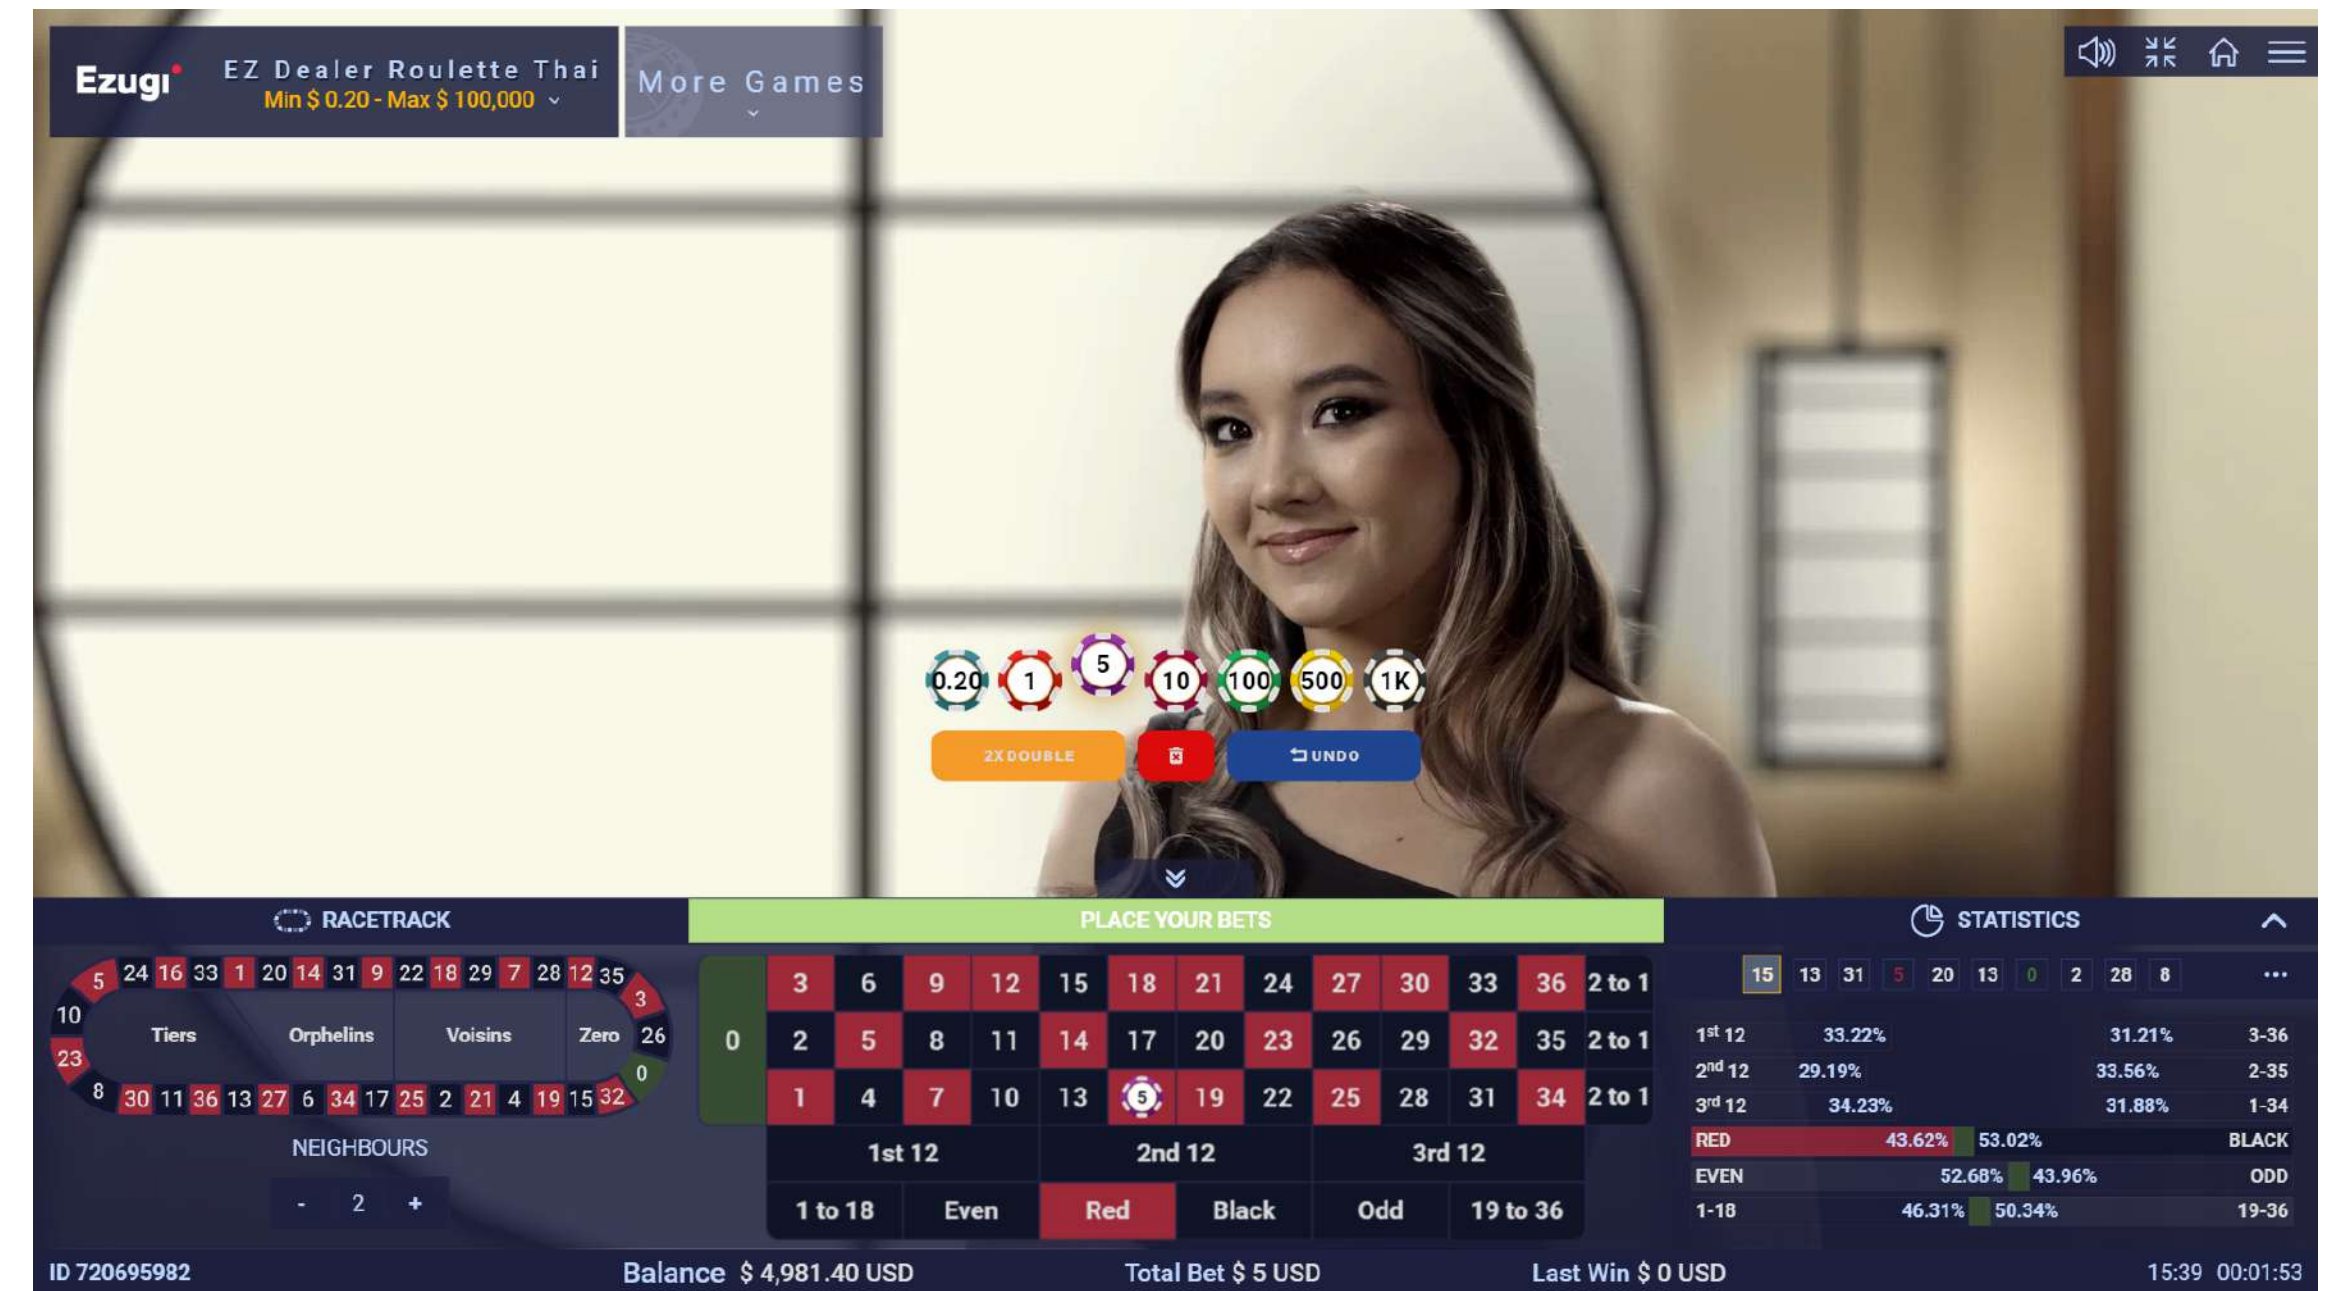 Ezugi
EZ Dealer Roulette Thai
Min $ 0.20 - Max $ 100,000
More Games
0.20 1 5 10 100 500 1K
2X DOUBLE
UNDO
RACETRACK
PLACE YOUR BETS
STATISTICS
5 24 16 33 1 20 14 31 9 22 18 29 7 28 12 35 3
10 26
Tiers Orphelins Voisins Zero
23 0
8 30 11 36 13 27 6 34 17 25 2 21 4 19 15 32
NEIGHBOURS
- 2 +
3 6 9 12 15 18 21 24 27 30 33 36 2 to 1
0 2 5 8 11 14 17 20 23 26 29 32 35 2 to 1
1 4 7 10 13 5 19 22 25 28 31 34 2 to 1
1st 12 2nd 12 3rd 12
1 to 18 Even Red Black Odd 19 to 36
15 13 31 5 20 13 0 2 28 8 ...
1st 12 33.22% 31.21% 3-36
2nd 12 29.19% 33.56% 2-35
3rd 12 34.23% 31.88% 1-34
RED 43.62% 53.02% BLACK
EVEN 52.68% 43.96% ODD
1-18 46.31% 50.34% 19-36
ID 720695982
Balance $ 4,981.40 USD
Total Bet $ 5 USD
Last Win $ 0 USD
15:39 00:01:53